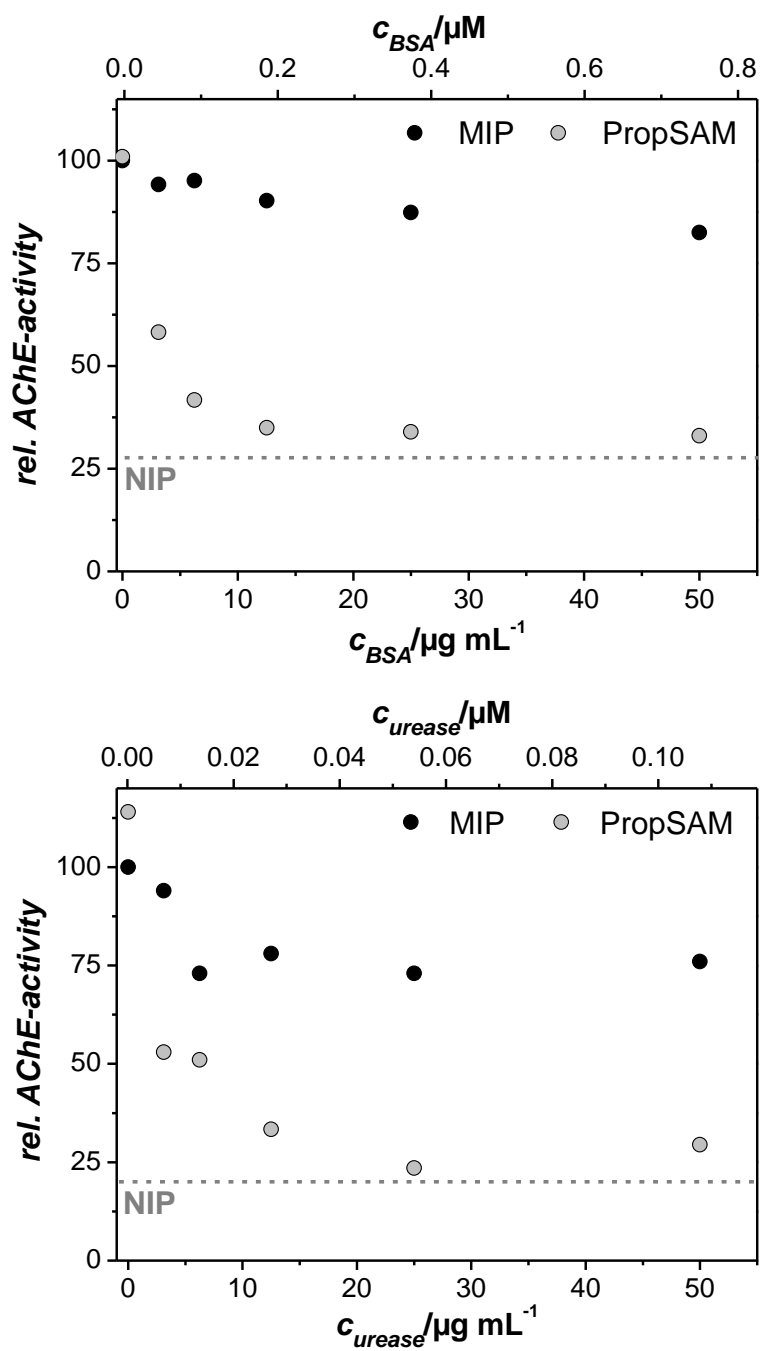 c_BSA/µM
0.0 0.2 0.4 0.6 0.8
MIP PropSAM
100
75
50
25
0
rel. AChE-activity
NIP
0 10 20 30 40 50
c_BSA/µg mL⁻¹
c_urease/µM
0.00 0.02 0.04 0.06 0.08 0.10
MIP PropSAM
100
75
50
25
0
rel. AChE-activity
NIP
0 10 20 30 40 50
c_urease/µg mL⁻¹